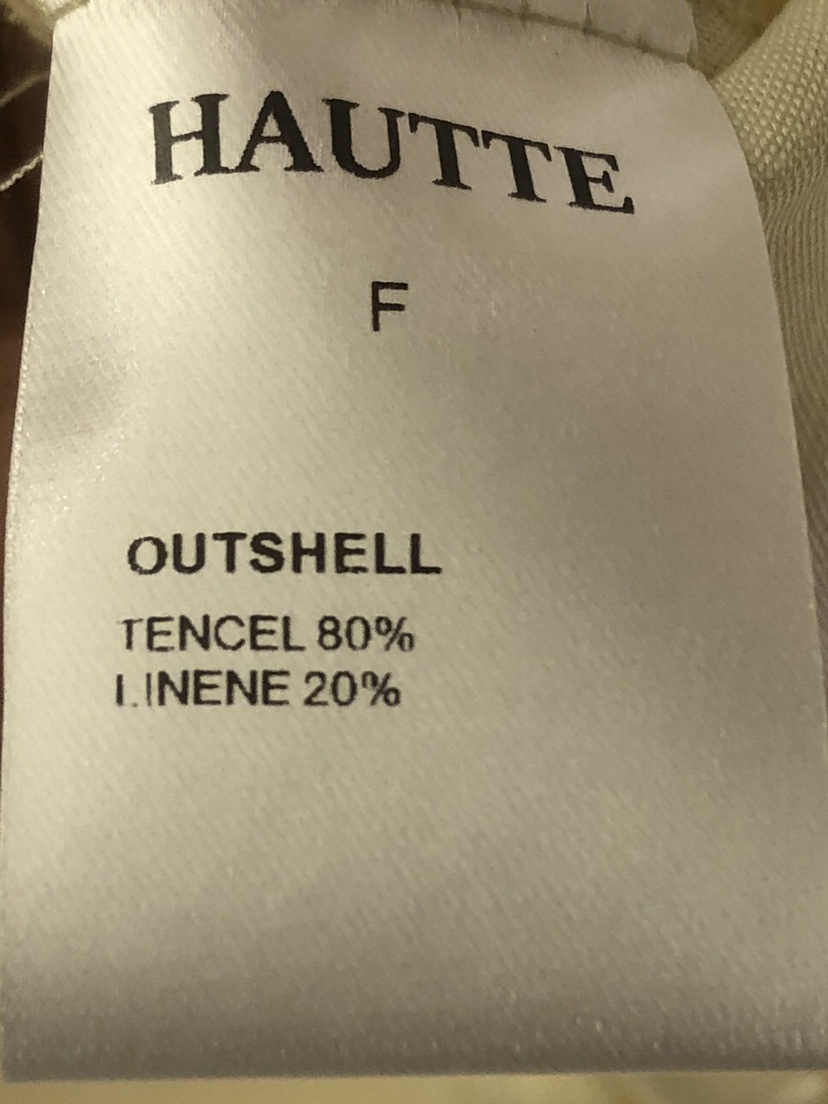 HAUTTE
F
OUTSHELL
TENCEL 80%
LINENE 20%